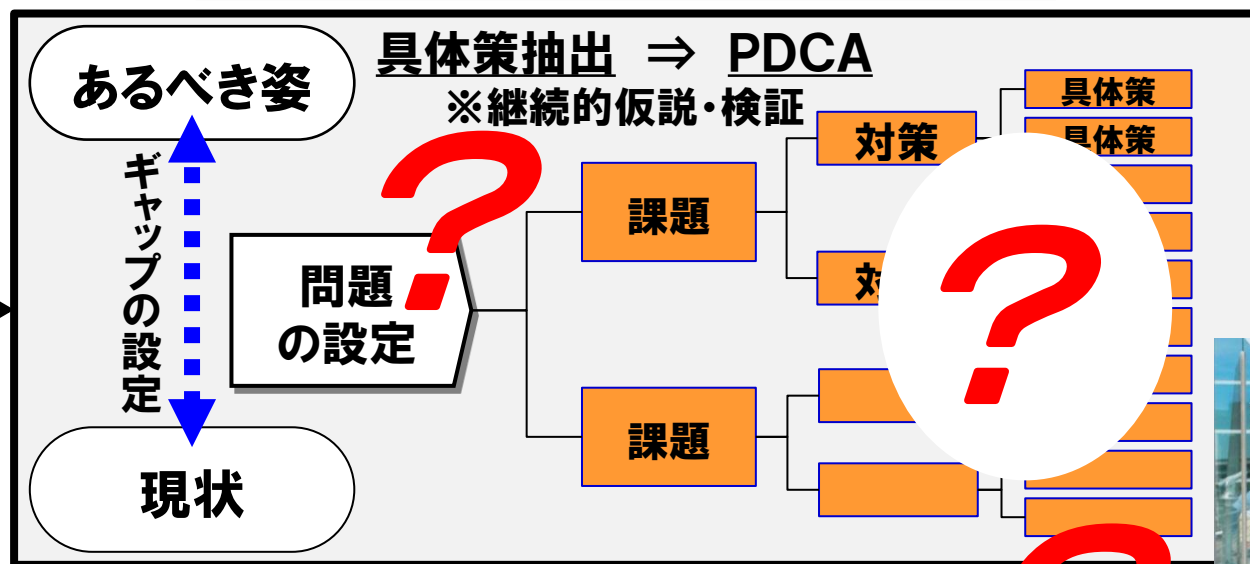 あるべき姿
具体策抽出 ⇒ PDCA
※継続的仮説・検証
ギャップの設定
現状
?
問題
の設定
課題
課題
対策
具体策
具体策
?
?